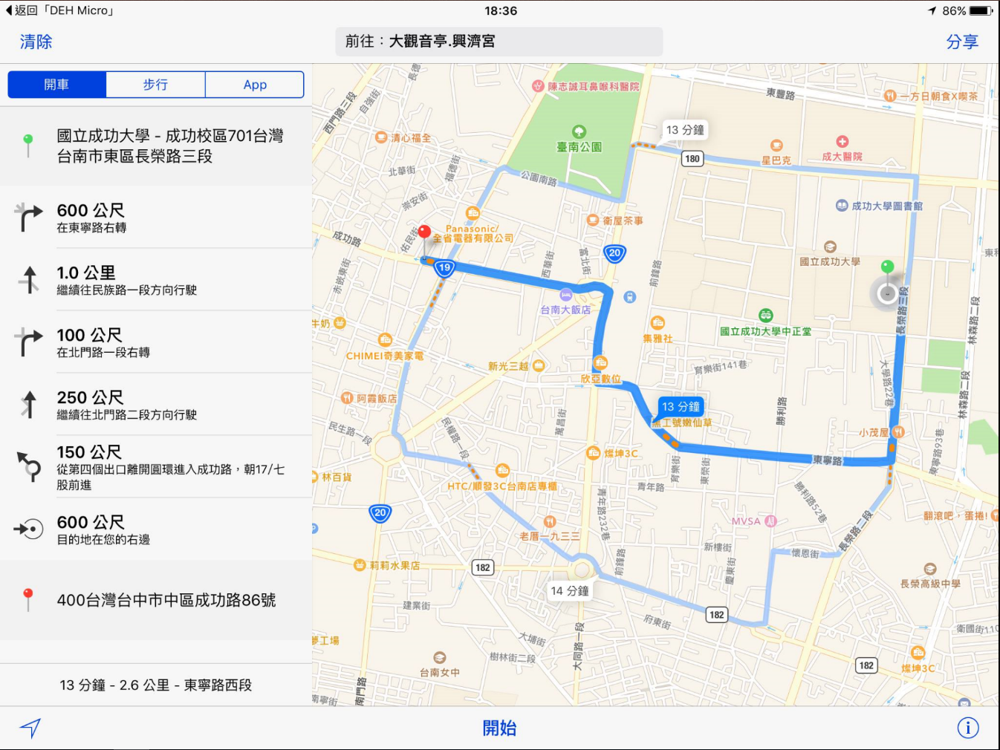 返回「DEH Micro」
18:36
86%
清除
前往：大觀音亭.興濟宮
分享
開車
步行
App
國立成功大學 - 成功校區701台灣
台南市東區長榮路三段
600 公尺
在東寧路右轉
1.0 公里
繼續往民族路一段方向行駛
100 公尺
在北門路一段右轉
250 公尺
繼續往北門路二段方向行駛
150 公尺
從第四個出口離開圓環進入成功路，朝17/七
股前進
600 公尺
目的地在您的右邊
400台灣台中市中區成功路86號
13 分鐘 - 2.6 公里 - 東寧路西段
開始
西門路三段
自強街
長德
陳志誠耳鼻喉科醫院
東豐路
一方日朝食X喫茶
13 分鐘
臺南公園
清心福全
180
星巴克
成大醫院
北華街
福德街
公園南路
崇安街
成功大學圖書館
衛屋茶事
Panasonic/
全省電器有限公司
佑民街
成功路
20
國立成功大學
東和
19
西華街
富北街
前鋒路
赤嵌東街
台南大飯店
長榮路三段
林森路二段
牛奶
集雅社
國立成功大學中正堂
CHIMEI奇美家電
新光三越
育樂街141巷
欣亞數位
大學路22巷
阿霞飯店
林森路二段
13 分鐘
黑工號嫩仙草
萬昌街
勝利路
民生路一段
民權路一段
小茂屋
東寧路93巷
燦坤3C
東寧路
育樂街
東榮街
林百貨
HTC/順發3C台南店專櫃
青年路
青年路232巷
勝利路52巷
20
老厝一九三三
MVSA
長榮路二段
翻滾吧，蛋捲!
新樓街
懷恩街
莉莉水果店
182
前鋒路
慶東街
14 分鐘
長榮高級中學
建業街
182
府東街
大埔街
衛國街110
夢工場
樹林街二段
大同路一段
182
燦坤3C
台南女中
南門路
南寧街